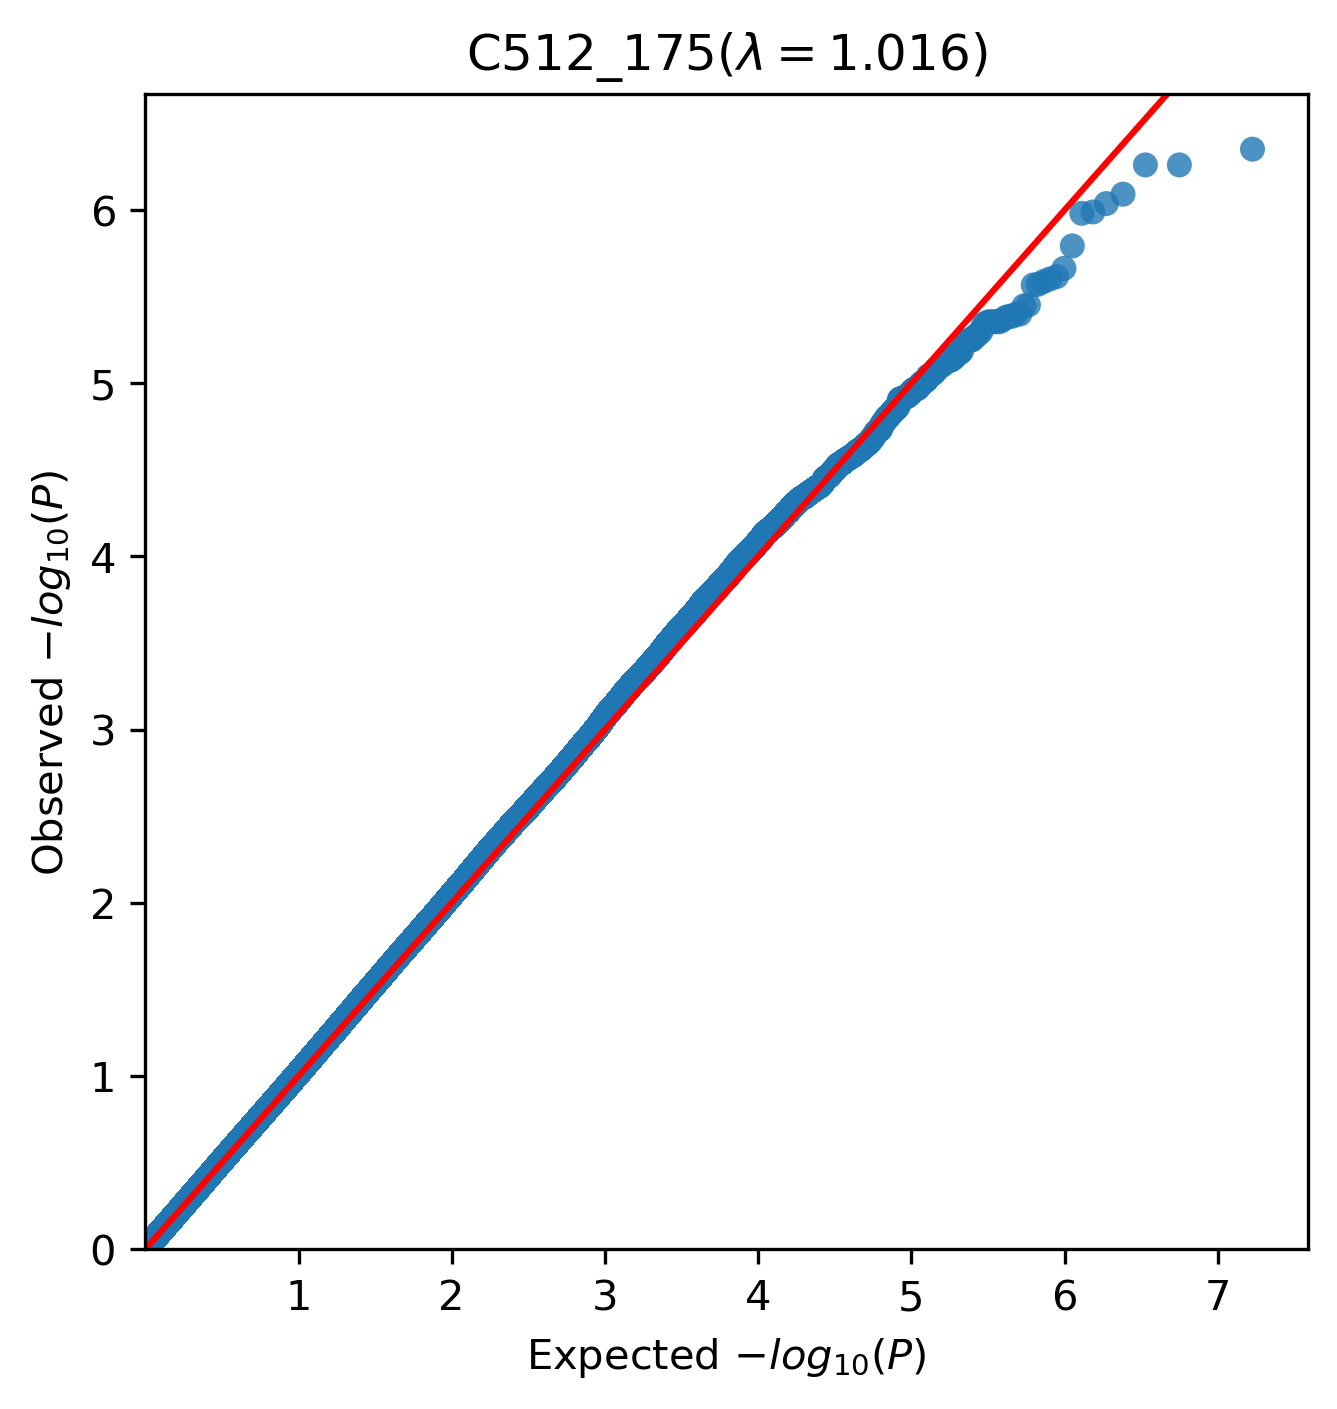 C512_175(λ = 1.016)
Observed −log₁₀(P)
6
5
4
3
2
1
0
1 2 3 4 5 6 7
Expected −log₁₀(P)